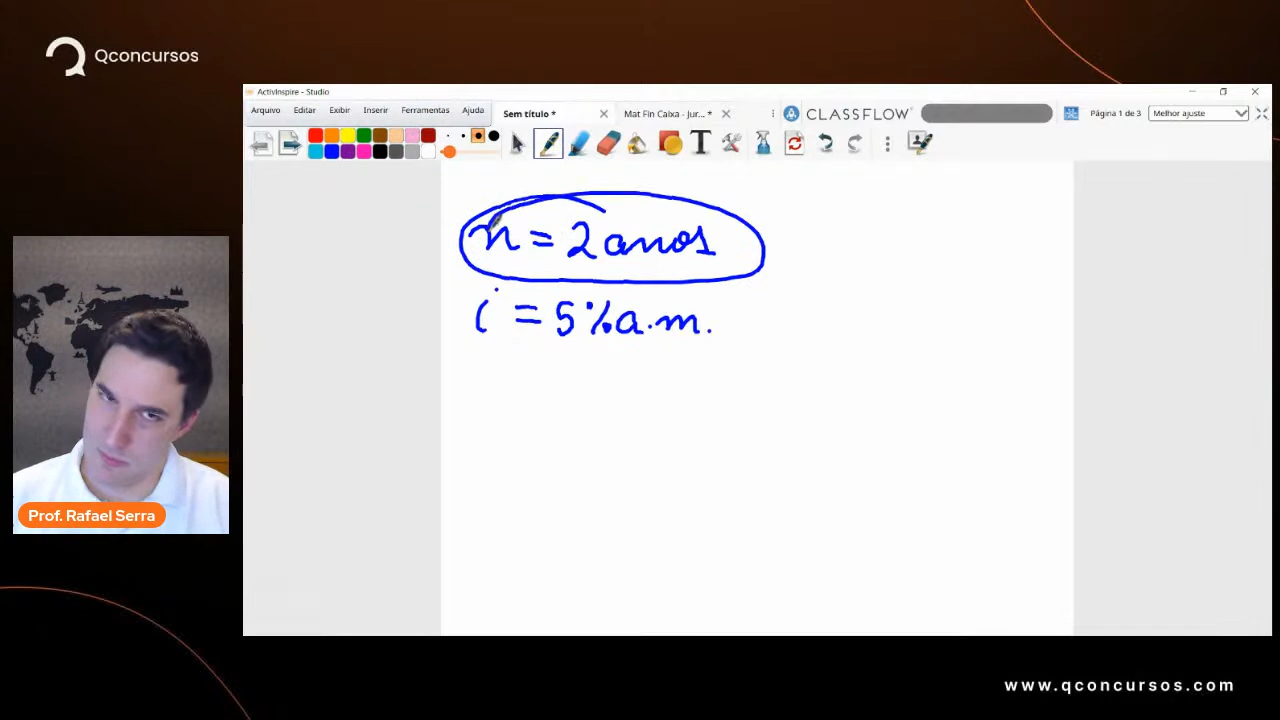 Qconcursos
ActivInspire - Studio
Arquivo Editar Exibir Inserir Ferramentas Ajuda
Sem título *
Mat Fin Caixa - Jur... *
CLASSFLOW
Página 1 de 3
Melhor ajuste
T
n = 2 anos
i = 5% a.m.
Prof. Rafael Serra
www.qconcursos.com